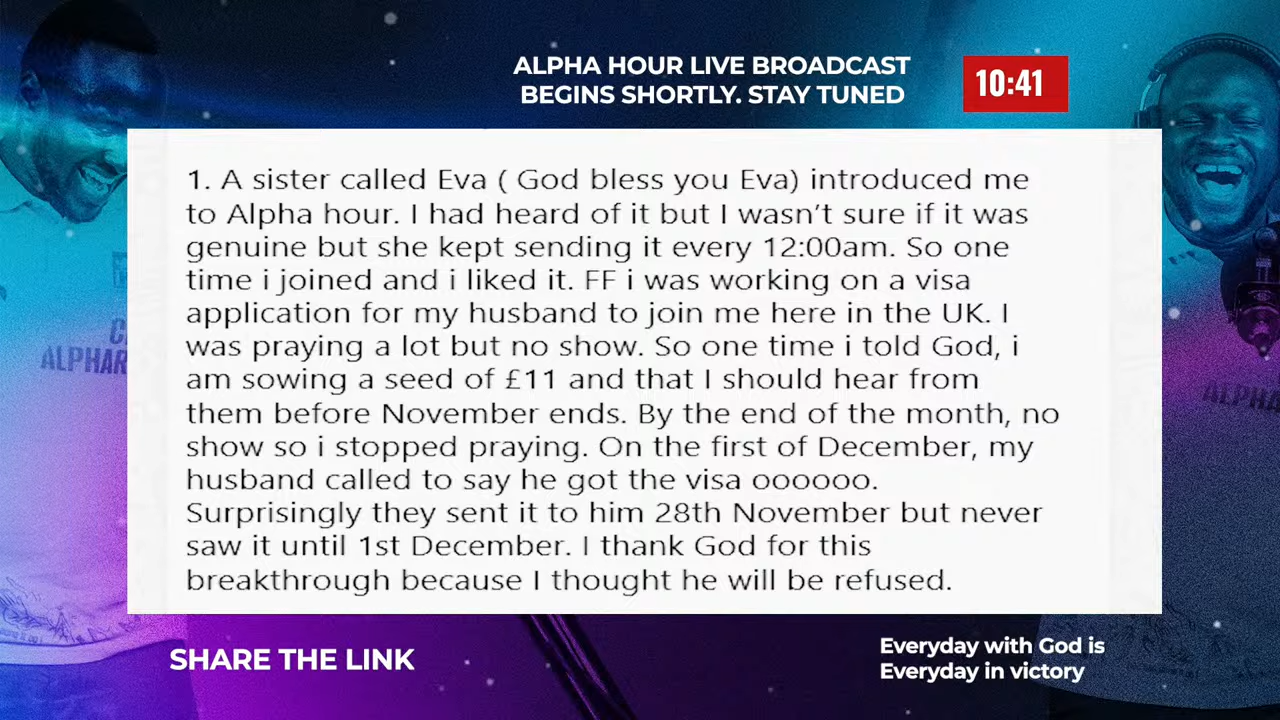 ALPHA HOUR LIVE BROADCAST
BEGINS SHORTLY. STAY TUNED
10:41
1. A sister called Eva ( God bless you Eva) introduced me
to Alpha hour. I had heard of it but I wasn't sure if it was
genuine but she kept sending it every 12:00am. So one
time i joined and i liked it. FF i was working on a visa
application for my husband to join me here in the UK. I
was praying a lot but no show. So one time i told God, i
am sowing a seed of £11 and that I should hear from
them before November ends. By the end of the month, no
show so i stopped praying. On the first of December, my
husband called to say he got the visa oooooo.
Surprisingly they sent it to him 28th November but never
saw it until 1st December. I thank God for this
breakthrough because I thought he will be refused.
SHARE THE LINK
Everyday with God is
Everyday in victory